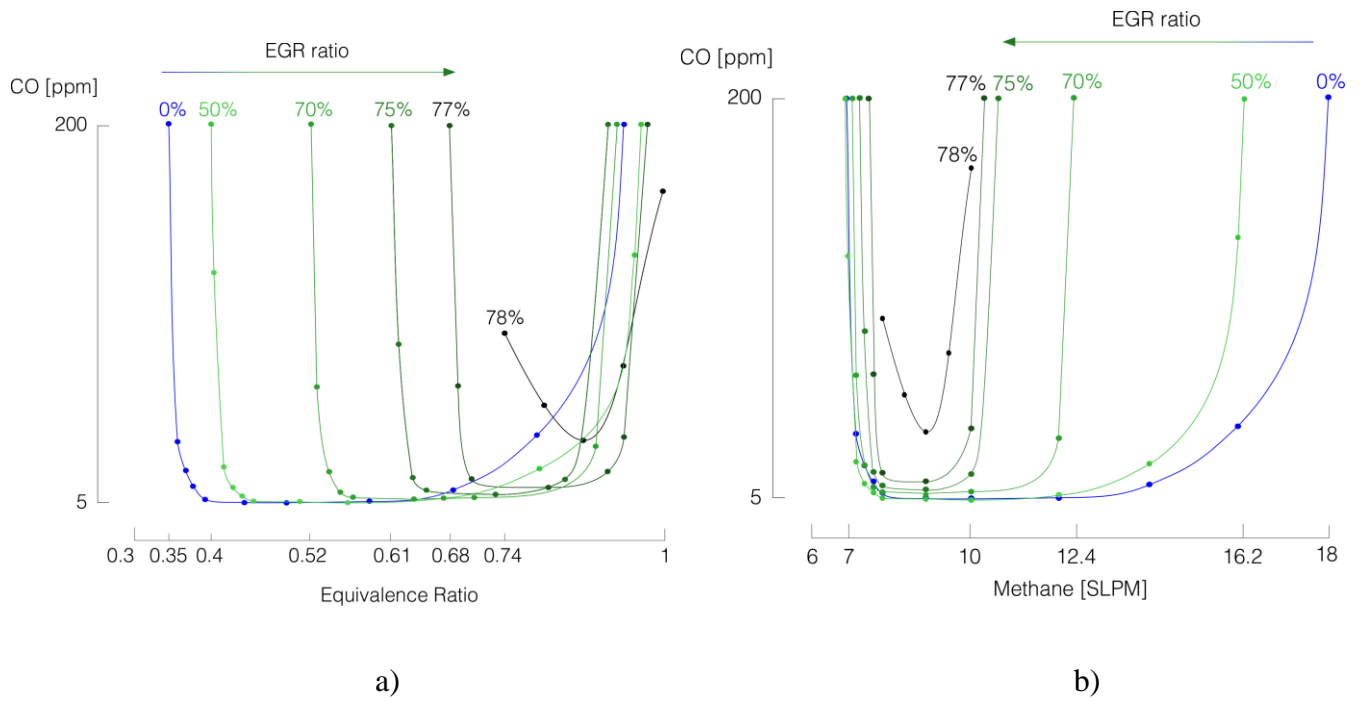 EGR ratio
CO [ppm]
0% 50% 70% 75% 77%
200
78%
5
0.3 0.35 0.4 0.52 0.61 0.68 0.74 1
Equivalence Ratio
a)
EGR ratio
CO [ppm]
77% 75% 70% 50% 0%
200
78%
5
6 7 10 12.4 16.2 18
Methane [SLPM]
b)